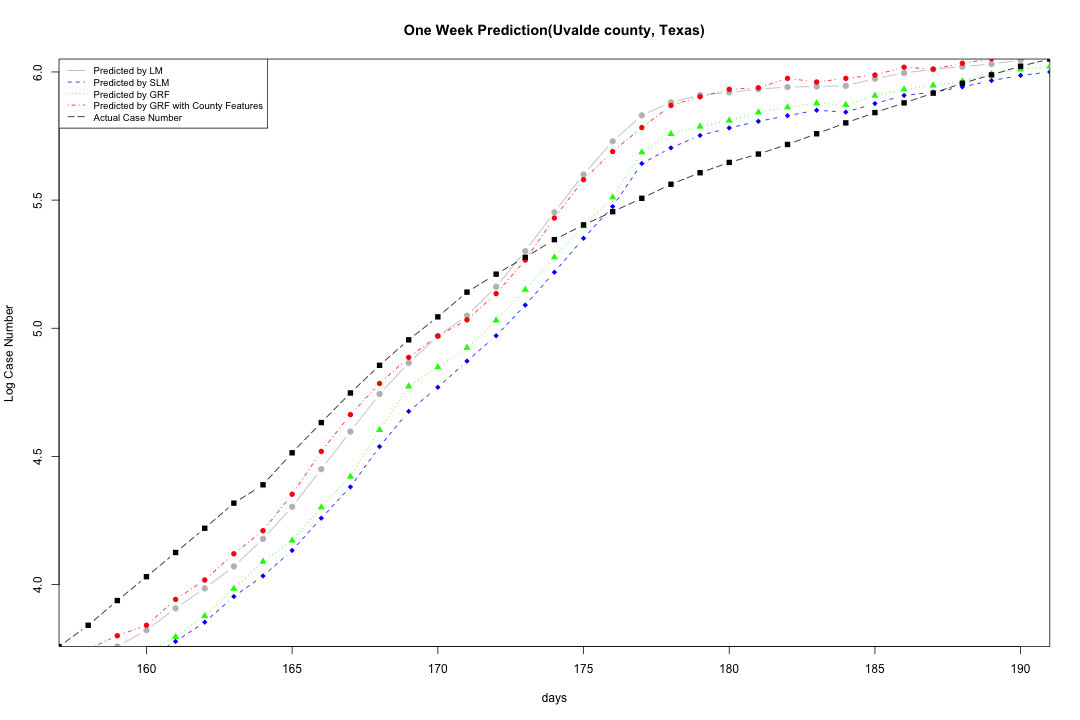 One Week Prediction(Uvalde county, Texas)
Predicted by LM
Predicted by SLM
Predicted by GRF
Predicted by GRF with County Features
Actual Case Number
6.0
5.5
5.0
4.5
4.0
Log Case Number
160 165 170 175 180 185 190
days